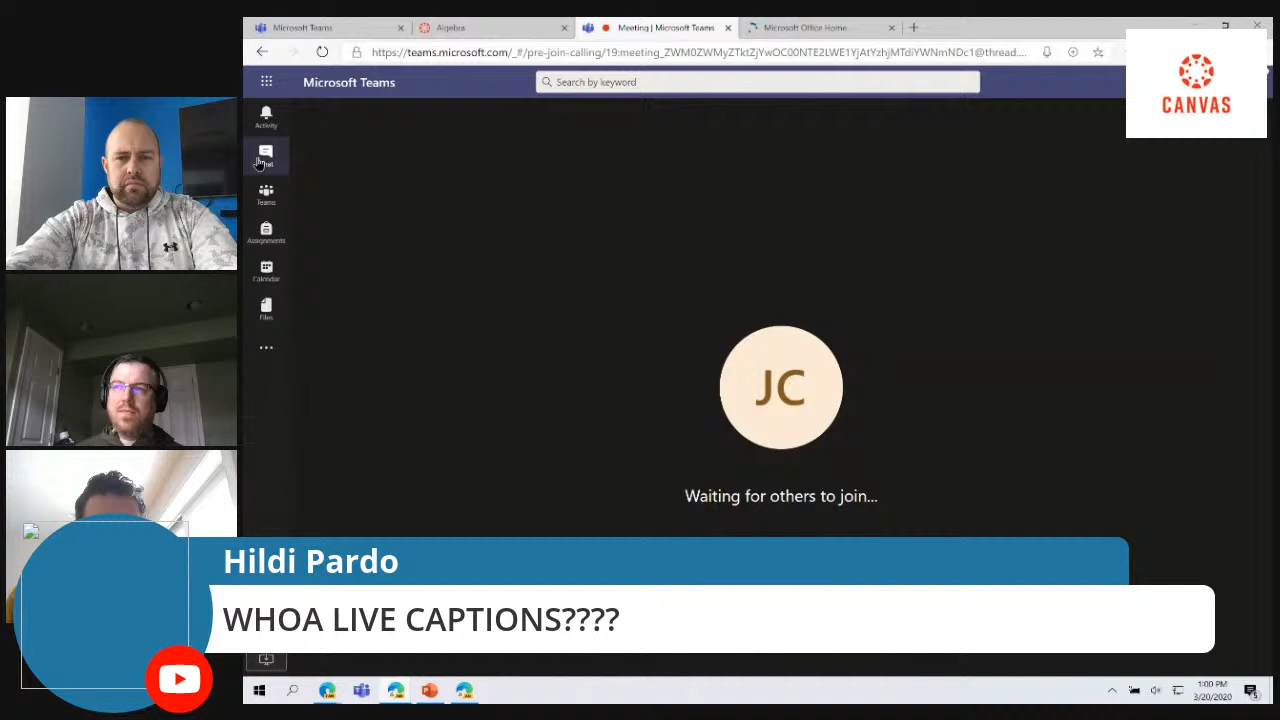 Microsoft Teams
Algebra
Meeting | Microsoft Teams
Microsoft Office Home
https://teams.microsoft.com/_#/pre-join-calling/19:meeting_ZWM0ZWMyZTktZjYwOC00NTE2LWE1YjAtYzhjMTdiYWNmNDc1@thread....
Microsoft Teams
Search by keyword
CANVAS
Activity
Teams
Assignments
Calendar
Files
JC
Waiting for others to join...
Hildi Pardo
WHOA LIVE CAPTIONS????
1:00 PM
3/20/2020